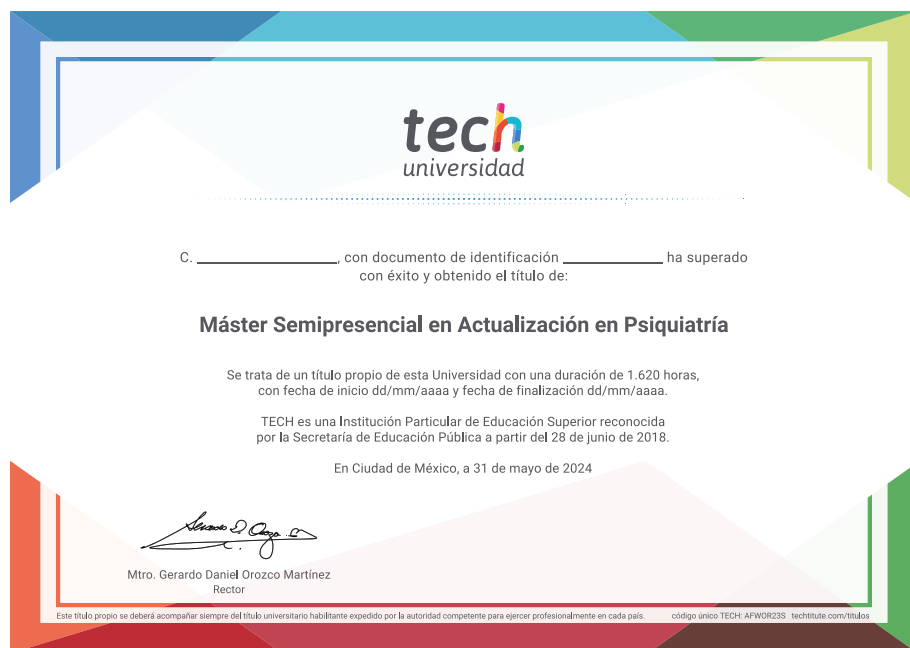 tech
universidad
C. ____________________, con documento de identificación ______________ ha superado
con éxito y obtenido el título de:
Máster Semipresencial en Actualización en Psiquiatría
Se trata de un título propio de esta Universidad con una duración de 1.620 horas,
con fecha de inicio dd/mm/aaaa y fecha de finalización dd/mm/aaaa.
TECH es una Institución Particular de Educación Superior reconocida
por la Secretaría de Educación Pública a partir del 28 de junio de 2018.
En Ciudad de México, a 31 de mayo de 2024
Mtro. Gerardo Daniel Orozco Martínez
Rector
Este título propio se deberá acompañar siempre del título universitario habilitante expedido por la autoridad competente para ejercer profesionalmente en cada país. código único TECH: AFWOR23S techtitute.com/titulos